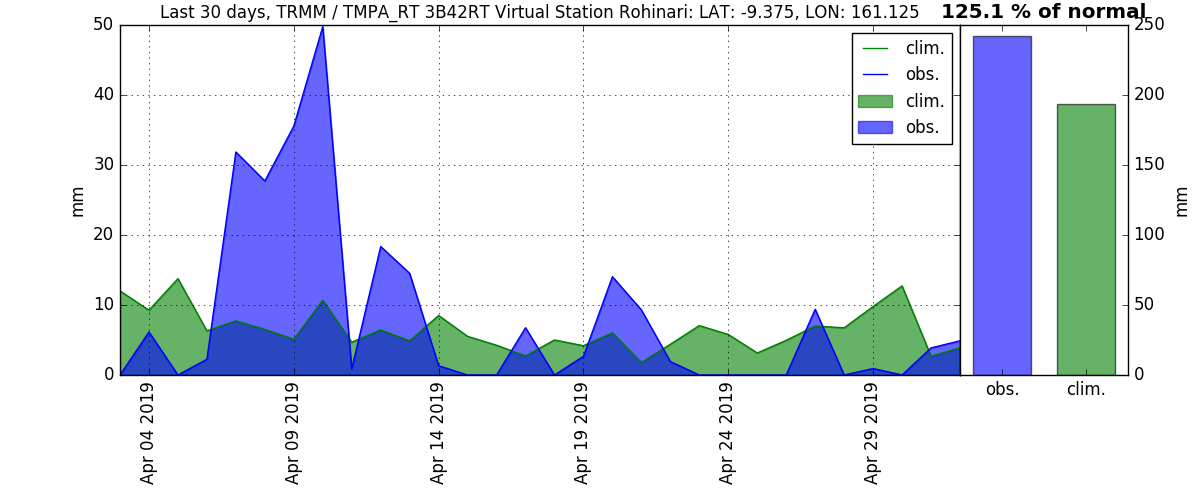 Last 30 days, TRMM / TMPA_RT 3B42RT Virtual Station Rohinari: LAT: -9.375, LON: 161.125
125.1 % of normal
50
40
30
20
10
0
mm
clim.
obs.
clim.
obs.
250
200
150
100
50
0
mm
Apr 04 2019
Apr 09 2019
Apr 14 2019
Apr 19 2019
Apr 24 2019
Apr 29 2019
obs.
clim.